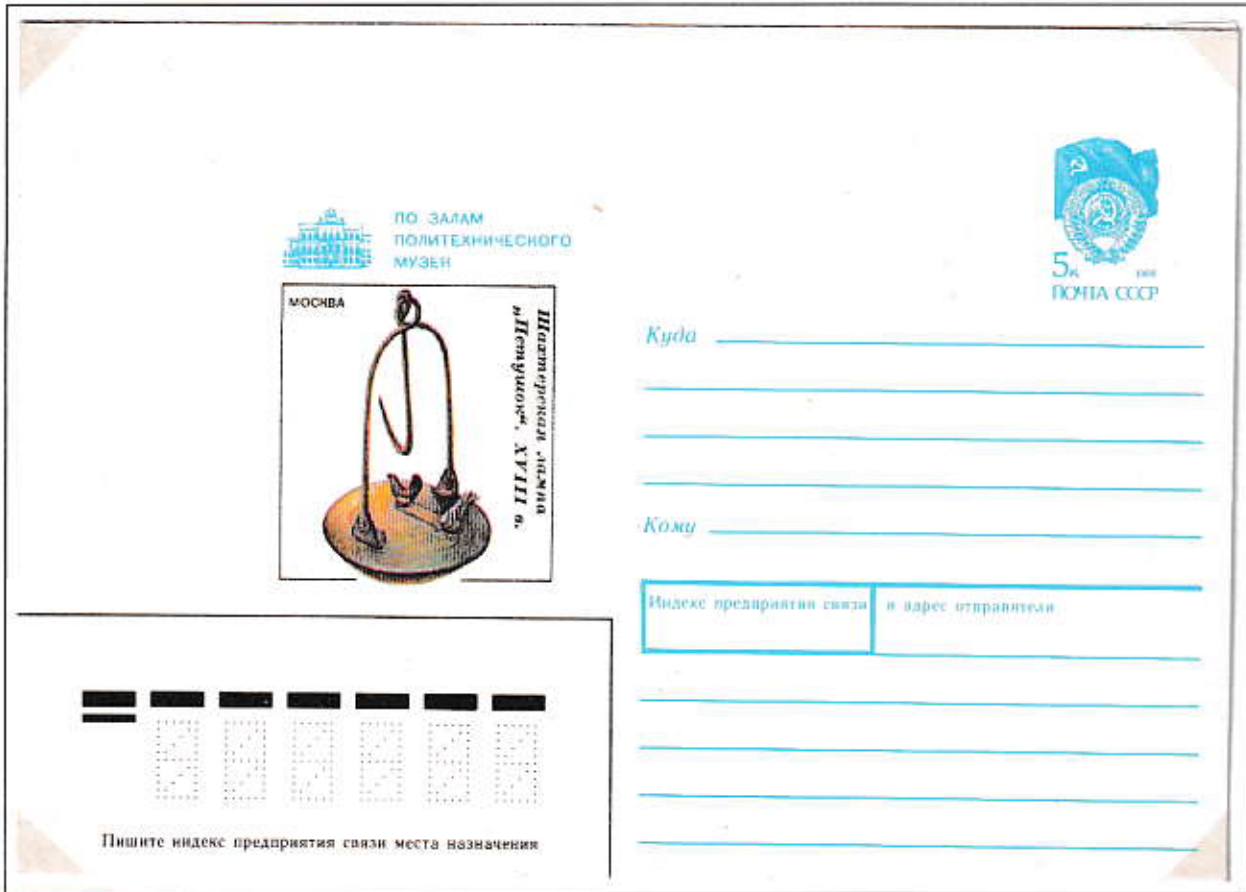 ПО ЗАЛАМ
ПОЛИТЕХНИЧЕСКОГО
МУЗЕЯ
МОСКВА
Шахтерская лампа
„Петушок“. XVIII в.
5к
ПОЧТА СССР
Куда
Кому
Индекс предприятия связи и адрес отправителя
Пишите индекс предприятия связи места назначения